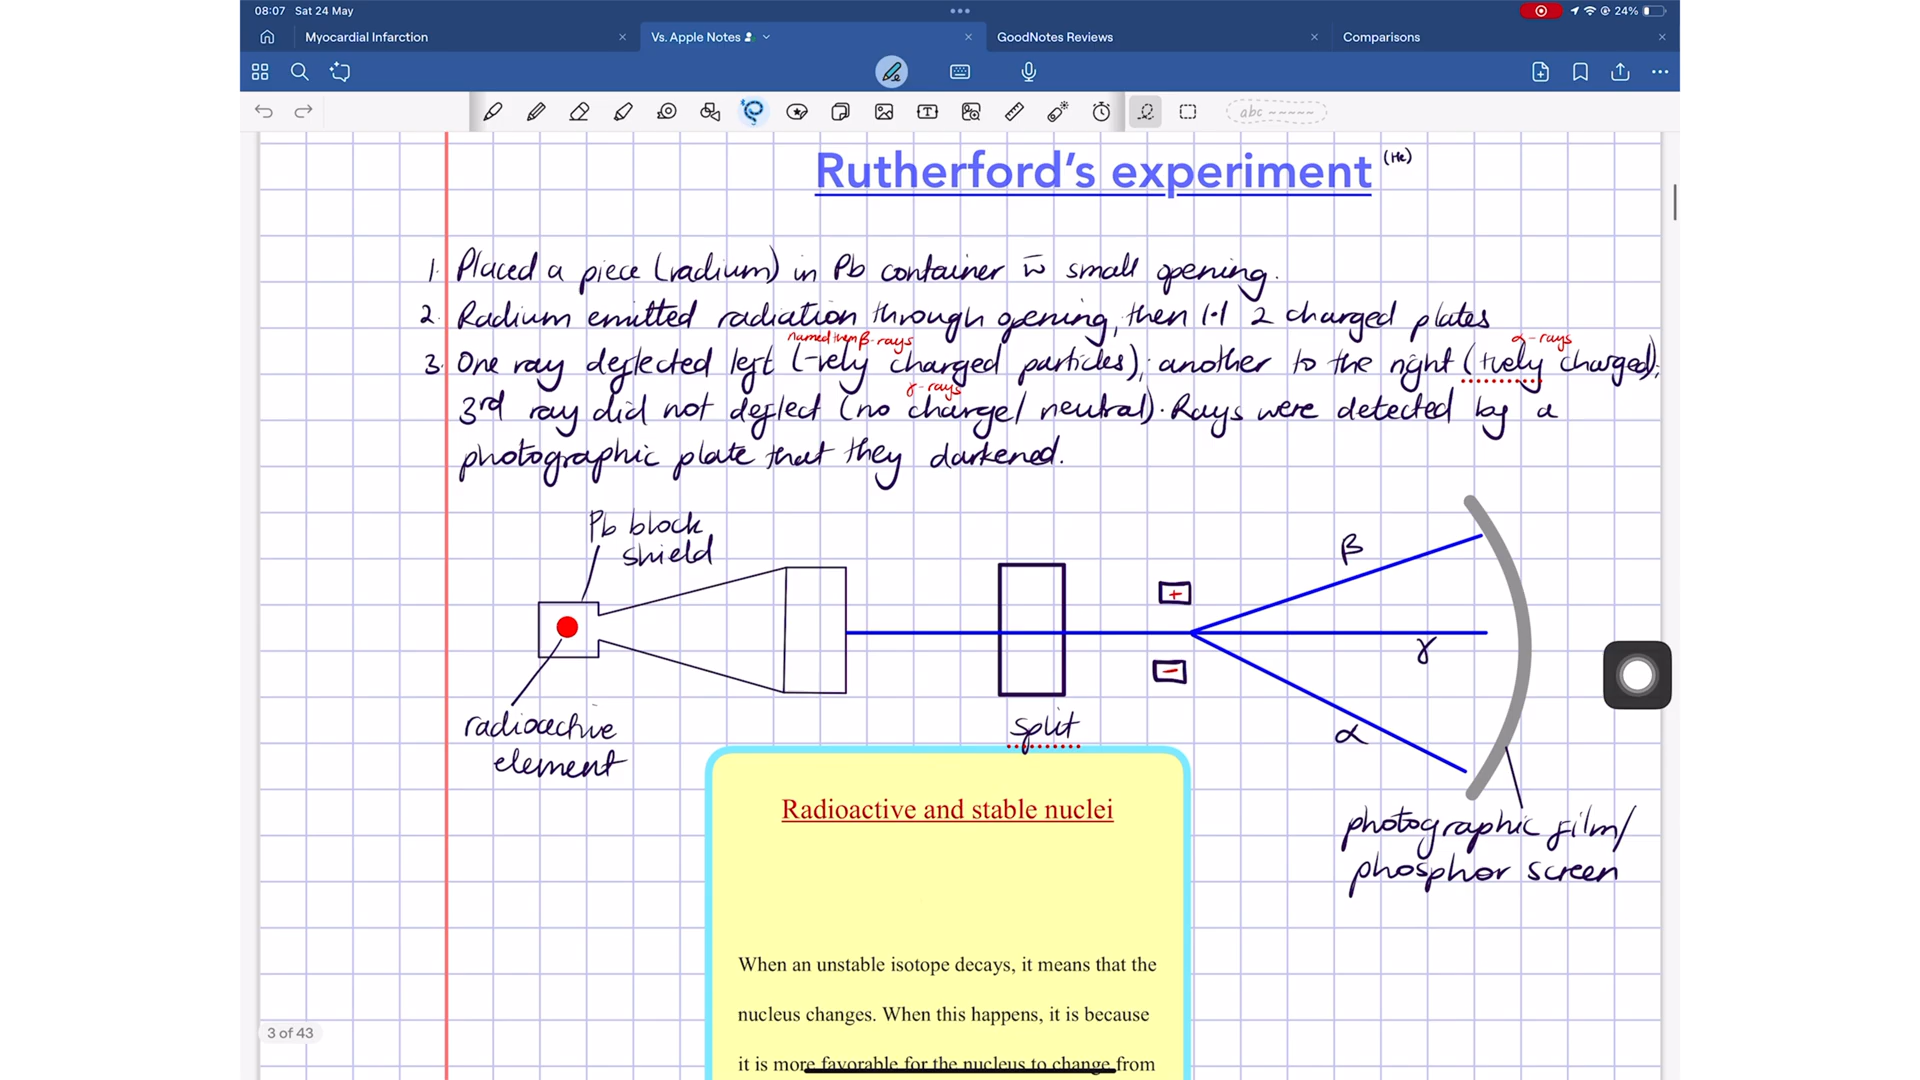 08:07 Sat 24 May
24%
Myocardial Infarction
Vs. Apple Notes
GoodNotes Reviews
Comparisons
abc
Rutherford's experiment (He)
1. Placed a piece (radium) in Pb container w̄ small opening.
2. Radium emitted radiation through opening, then 1·1 2 charged plates
named them β-rays
α-rays
3. One ray deflected left (-vely charged particles); another to the right (+vely charged);
γ-rays
3rd ray did not deflect (no charge/ neutral). Rays were detected by a
photographic plate that they darkened.
Pb block
shield
β
+
γ
−
radioactive
element
split
α
Radioactive and stable nuclei
photographic film/
phosphor screen
When an unstable isotope decays, it means that the
nucleus changes. When this happens, it is because
it is more favorable for the nucleus to change from
3 of 43